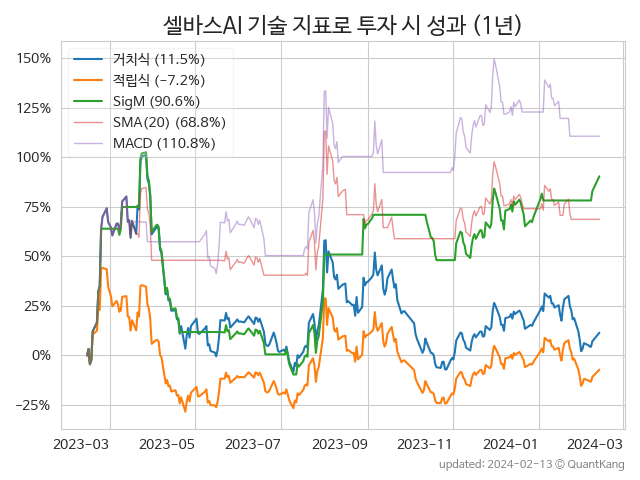 셀바스AI 기술 지표로 투자 시 성과 (1년)
거치식 (11.5%)
적립식 (-7.2%)
SigM (90.6%)
SMA(20) (68.8%)
MACD (110.8%)
150%
125%
100%
75%
50%
25%
0%
−25%
2023-03 2023-05 2023-07 2023-09 2023-11 2024-01 2024-03
updated: 2024-02-13 ⓒ QuantKang